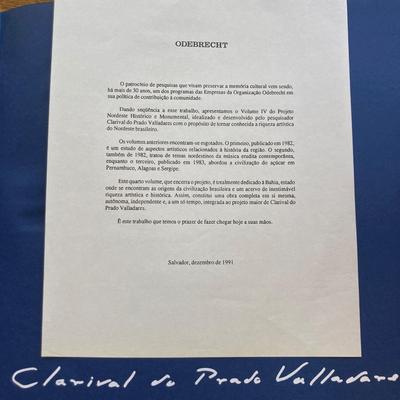 ODEBRECHT
O patrocínio de pesquisas que visam preservar a memória cultural vem sendo,
há mais de 30 anos, um dos programas das Empresas da Organização Odebrecht em
sua política de contribuição à comunidade.
Dando seqüência a esse trabalho, apresentamos o Volume IV do Projeto
Nordeste Histórico e Monumental, idealizado e desenvolvido pelo pesquisador
Clarival do Prado Valladares com o propósito de tornar conhecida a riqueza artística
do Nordeste brasileiro.
Os volumes anteriores encontram-se esgotados. O primeiro, publicado em 1982,
é um estudo de aspectos artísticos relacionados à história da região. O segundo,
também de 1982, tratou de temas nordestinos da música erudita contemporânea,
enquanto o terceiro, publicado em 1983, abordou a civilização do açúcar em
Pernambuco, Alagoas e Sergipe.
Este quarto volume, que encerra o projeto, é totalmente dedicado à Bahia, estado
onde se encontram as origens da civilização brasileira e um acervo de inestimável
riqueza artística e histórica. Assim, constitui uma obra completa em si mesma,
autônoma, independente e, a um só tempo, integrada ao projeto maior de Clarival do
Prado Valladares.
É este trabalho que temos o prazer de fazer chegar hoje a suas mãos.
Salvador, dezembro de 1991
Clarival do Prado Valladares